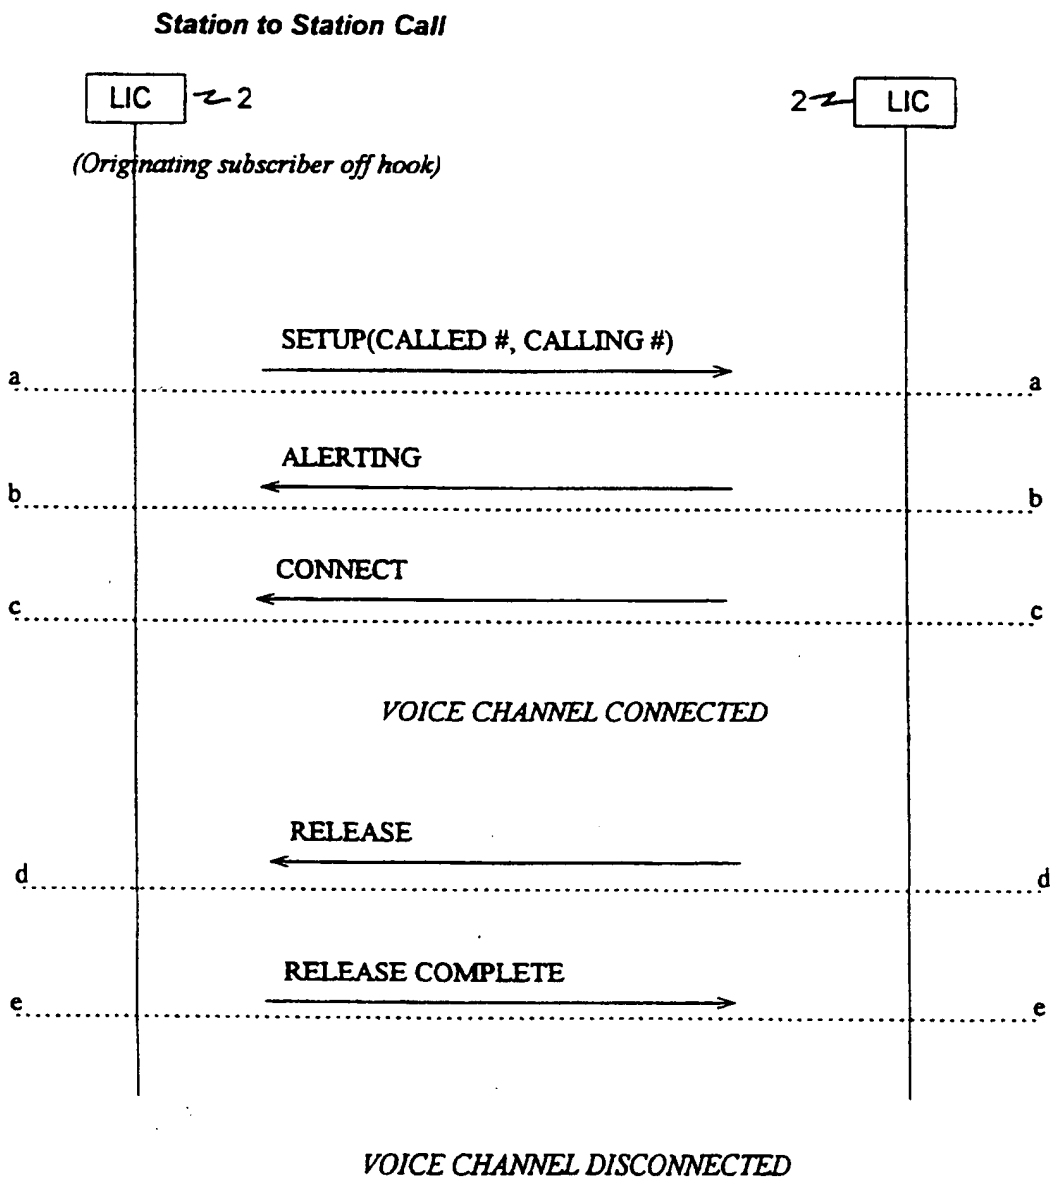 Station to Station Call
LIC 2
2 LIC
(Originating subscriber off hook)
SETUP(CALLED #, CALLING #)
a a
ALERTING
b b
CONNECT
c c
VOICE CHANNEL CONNECTED
RELEASE
d d
RELEASE COMPLETE
e e
VOICE CHANNEL DISCONNECTED